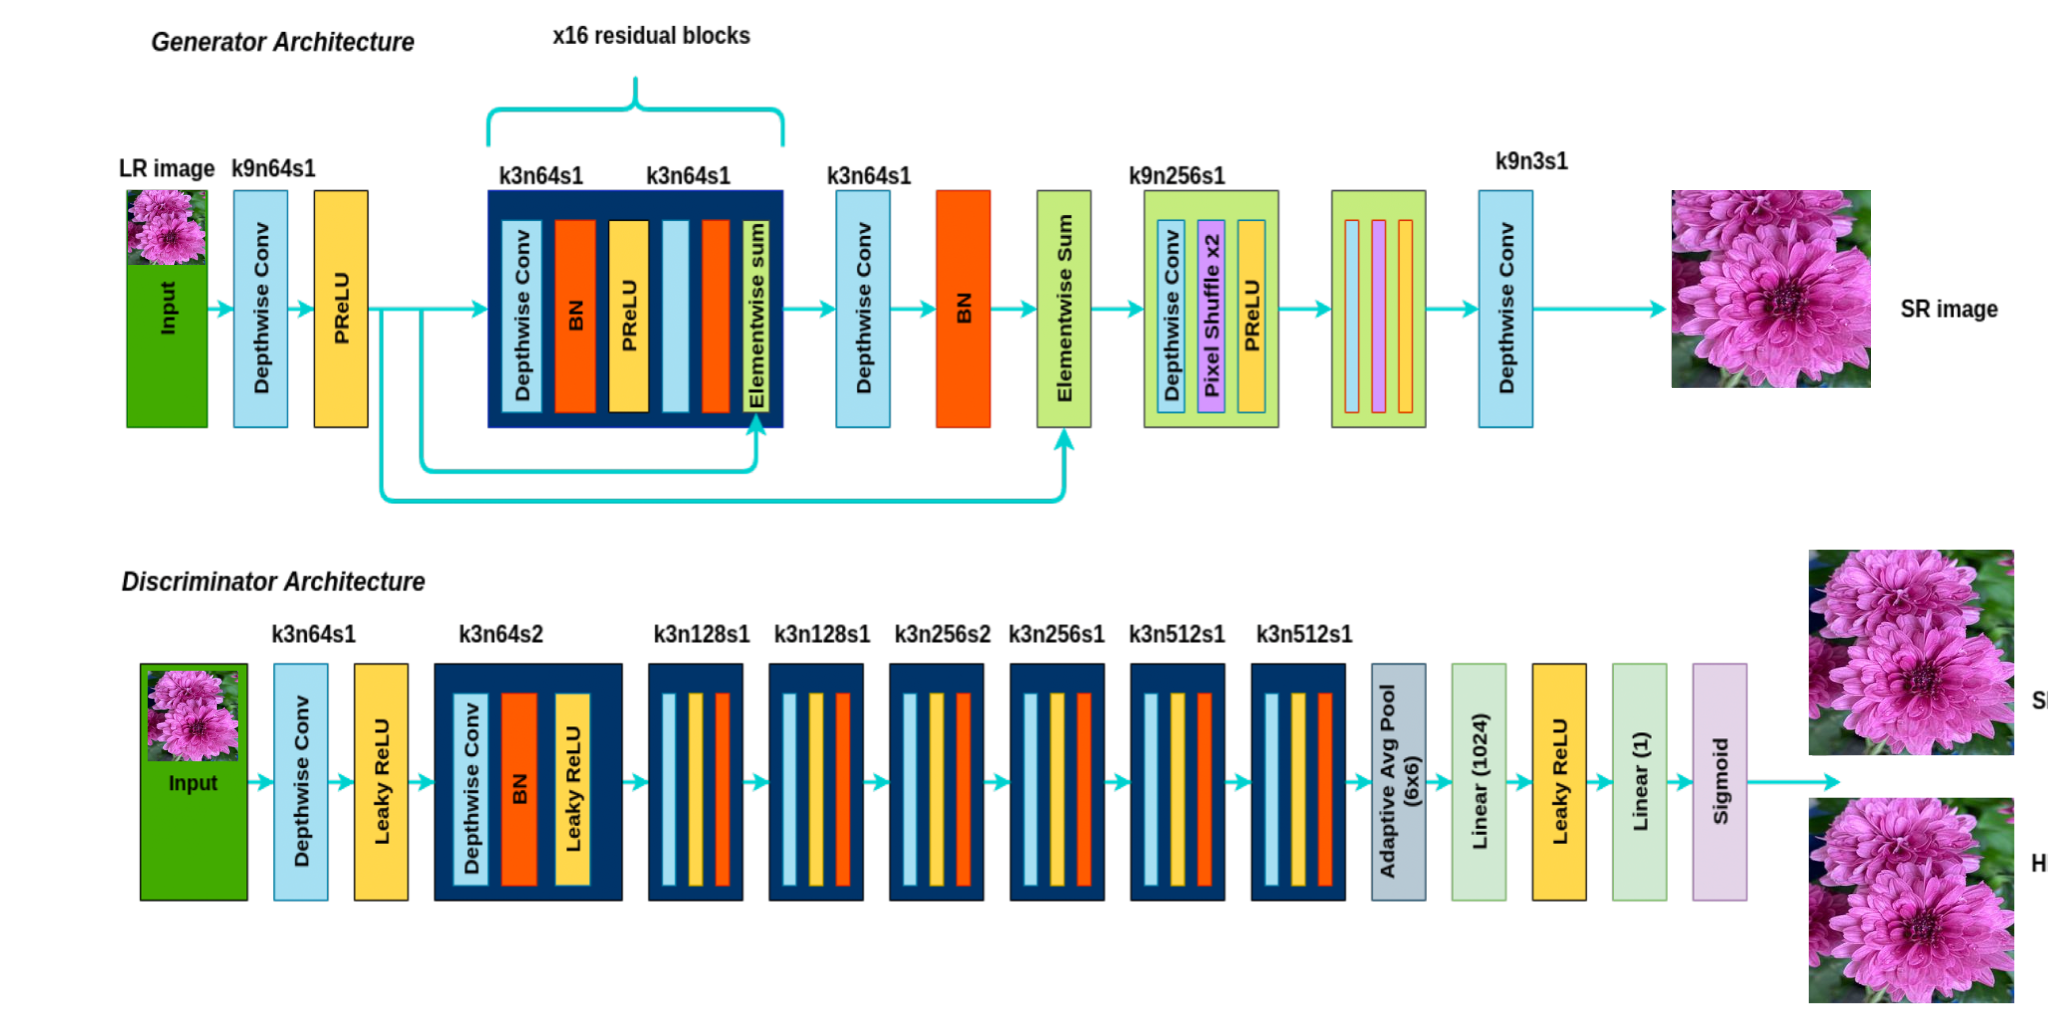 Generator Architecture
x16 residual blocks
LR image
k9n64s1
k3n64s1
k3n64s1
k3n64s1
k9n256s1
k9n3s1
Input
Depthwise Conv
PReLU
Depthwise Conv
BN
PReLU
Elementwise sum
Depthwise Conv
BN
Elementwise Sum
Depthwise Conv
Pixel Shuffle x2
PReLU
Depthwise Conv
SR image
Discriminator Architecture
k3n64s1
k3n64s2
k3n128s1
k3n128s1
k3n256s2
k3n256s1
k3n512s1
k3n512s1
Input
Depthwise Conv
Leaky ReLU
Depthwise Conv
BN
Leaky ReLU
Adaptive Avg Pool
(6x6)
Linear (1024)
Leaky ReLU
Linear (1)
Sigmoid